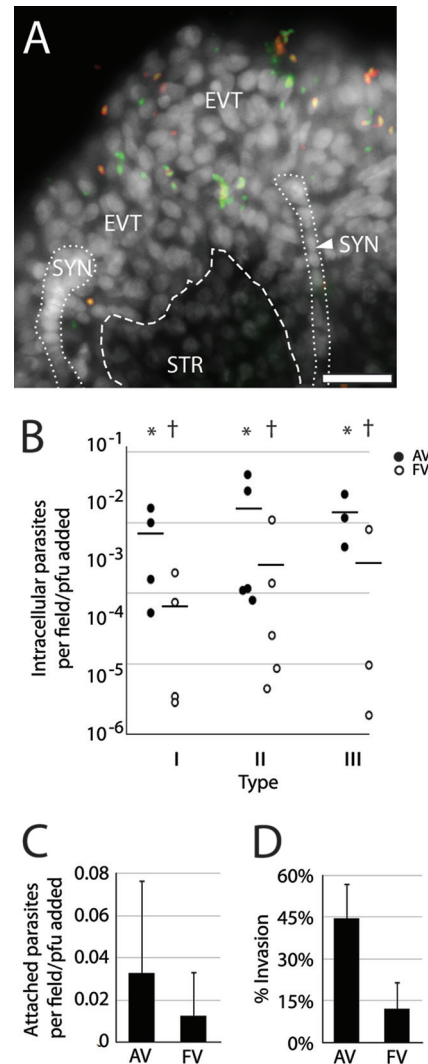 A
EVT
EVT
SYN
SYN
STR
B
* † * † * †
AV
FV
Intracellular parasites
per field/pfu added
10-1
10-2
10-3
10-4
10-5
10-6
I II III
Type
C
Attached parasites
per field/pfu added
0.08
0.06
0.04
0.02
.0
AV FV
D
% Invasion
60%
45%
30%
15%
0%
AV FV